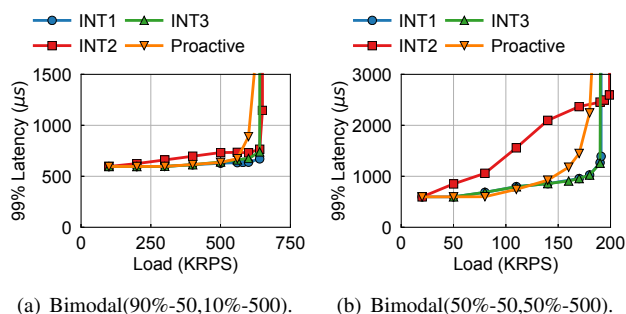 INT1 INT3
INT2 Proactive
1500
1000
500
0
99% Latency (μs)
0 250 500 750
Load (KRPS)
(a) Bimodal(90%-50,10%-500).
INT1 INT3
INT2 Proactive
3000
2000
1000
0
99% Latency (μs)
0 50 100 150 200
Load (KRPS)
(b) Bimodal(50%-50,50%-500).